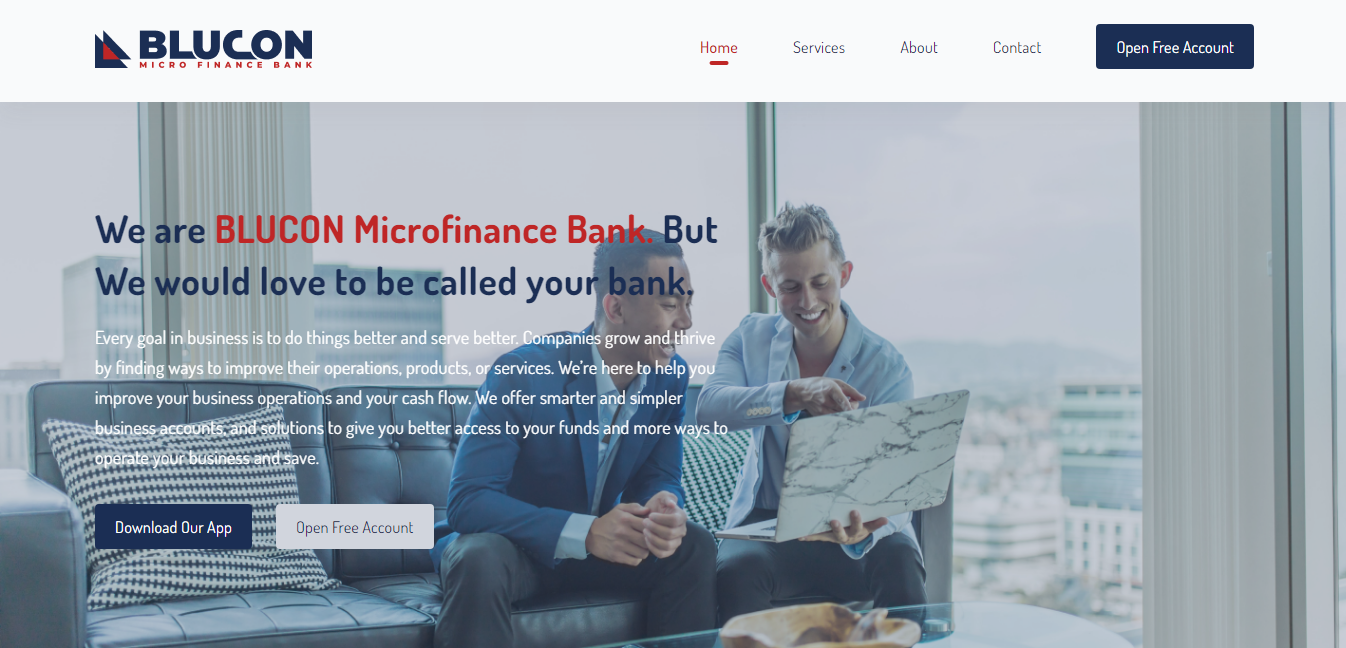 BLUCON
MICRO FINANCE BANK
Home
Services
About
Contact
Open Free Account
We are BLUCON Microfinance Bank. But
We would love to be called your bank.
Every goal in business is to do things better and serve better. Companies grow and thrive
by finding ways to improve their operations, products, or services. We're here to help you
improve your business operations and your cash flow. We offer smarter and simpler
business accounts, and solutions to give you better access to your funds and more ways to
operate your business and save.
Download Our App
Open Free Account